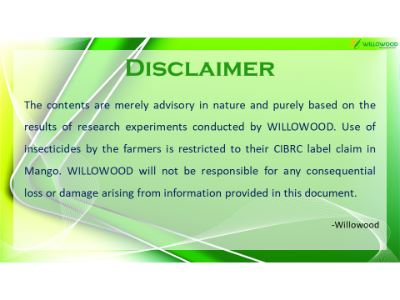 WILLOWOOD
DISCLAIMER
The contents are merely advisory in nature and purely based on the
results of research experiments conducted by WILLOWOOD. Use of
insecticides by the farmers is restricted to their CIBRC label claim in
Mango. WILLOWOOD will not be responsible for any consequential
loss or damage arising from information provided in this document.
-Willowood